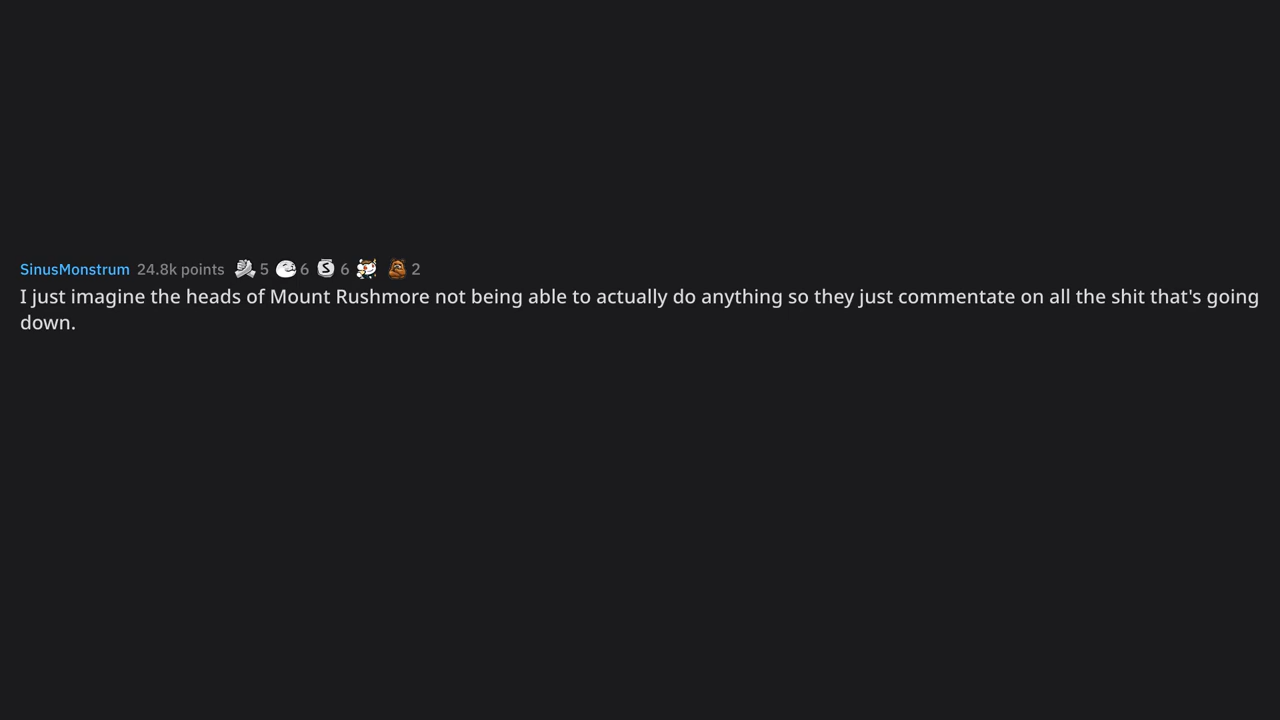 SinusMonstrum 24.8k points 5 6 S 6 2
I just imagine the heads of Mount Rushmore not being able to actually do anything so they just commentate on all the shit that's going
down.